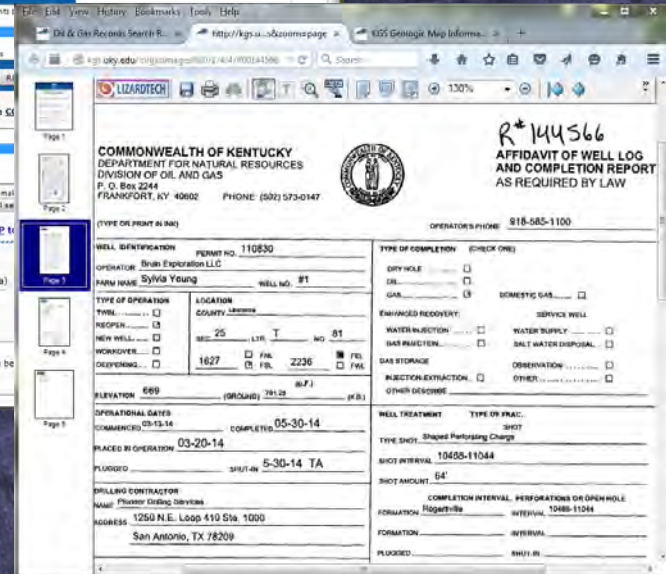 File Edit View History Bookmarks Tools Help
Oil & Gas Records Search R...
http://kgs.u...s&zoomspage
KGS Geologic Map Informa...
Search
LIZARDTECH
130%
Page 1
Page 2
Page 3
Page 4
Page 5
R# 144566
COMMONWEALTH OF KENTUCKY
DEPARTMENT FOR NATURAL RESOURCES
DIVISION OF OIL AND GAS
P. O. Box 2244
FRANKFORT, KY 40602 PHONE: (502) 573-0147
COMMONWEALTH OF KENTUCKY
AFFIDAVIT OF WELL LOG
AND COMPLETION REPORT
AS REQUIRED BY LAW
(TYPE OR PRINT IN INK)
OPERATOR'S PHONE 918-585-1100
WELL IDENTIFICATION PERMIT NO. 110830
OPERATOR Bruin Exploration LLC
FARM NAME Sylvia Young WELL NO. #1
TYPE OF OPERATION
TWIN
REOPEN
NEW WELL
WORKOVER
DEEPENING
LOCATION
COUNTY Lawrence
SEC. 25 LTR. T NO 81
1627 FNL FSL 2236 FEL FWL
ELEVATION 669 (GROUND) (D.F.) (K.B.)
OPERATIONAL DATES
COMMENCED 03-13-14 COMPLETED 05-30-14
PLACED IN OPERATION 03-20-14
PLUGGED SHUT-IN 5-30-14 TA
DRILLING CONTRACTOR
NAME Pioneer Drilling Services
ADDRESS 1250 N.E. Loop 410 Ste. 1000
San Antonio, TX 78209
TYPE OF COMPLETION (CHECK ONE)
DRY HOLE
OIL
GAS DOMESTIC GAS
ENHANCED RECOVERY: SERVICE WELL
WATER INJECTION WATER SUPPLY
GAS INJECTION SALT WATER DISPOSAL
GAS STORAGE OBSERVATION
INJECTION-EXTRACTION OTHER
OTHER DESCRIBE
WELL TREATMENT TYPE OF FRAC.
SHOT
TYPE SHOT Shaped Perforating Charge
SHOT INTERVAL 10468-11044
SHOT AMOUNT 64'
COMPLETION INTERVAL, PERFORATIONS OR OPEN HOLE
FORMATION Rogersville INTERVAL 10468-11044
FORMATION INTERVAL
PLUGGED SHUT-IN